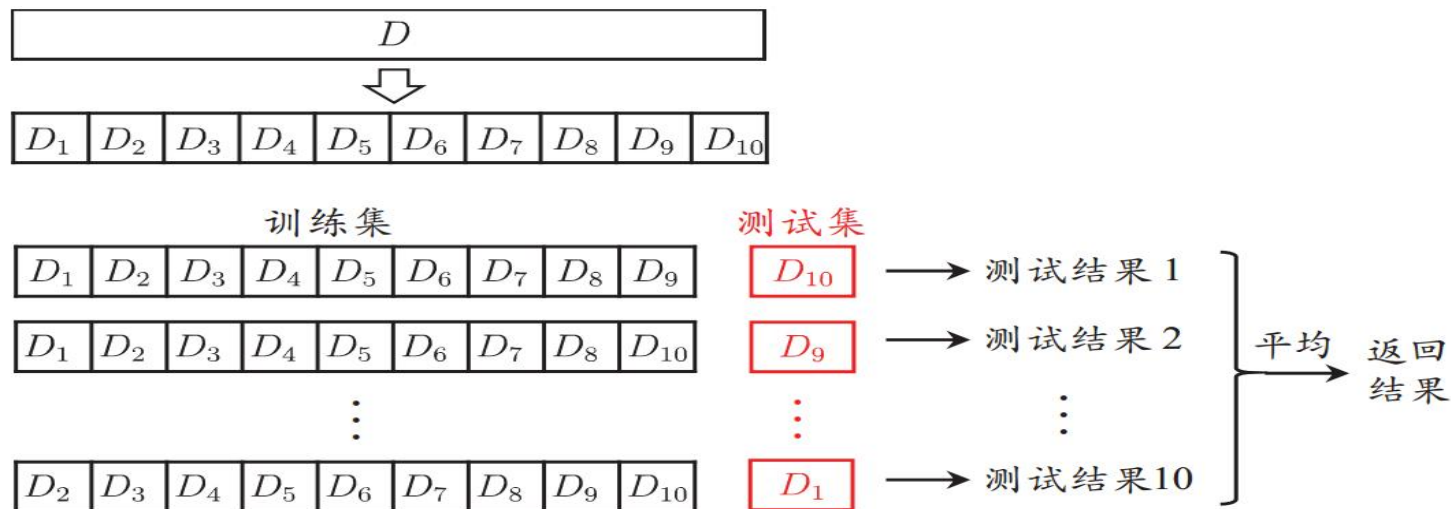 D
D₁ D₂ D₃ D₄ D₅ D₆ D₇ D₈ D₉ D₁₀
训练集 测试集
D₁ D₂ D₃ D₄ D₅ D₆ D₇ D₈ D₉ D₁₀ 测试结果 1
D₁ D₂ D₃ D₄ D₅ D₆ D₇ D₈ D₁₀ D₉ 测试结果 2
平均 返回
结果
⋮ ⋮ ⋮
D₂ D₃ D₄ D₅ D₆ D₇ D₈ D₉ D₁₀ D₁ 测试结果10